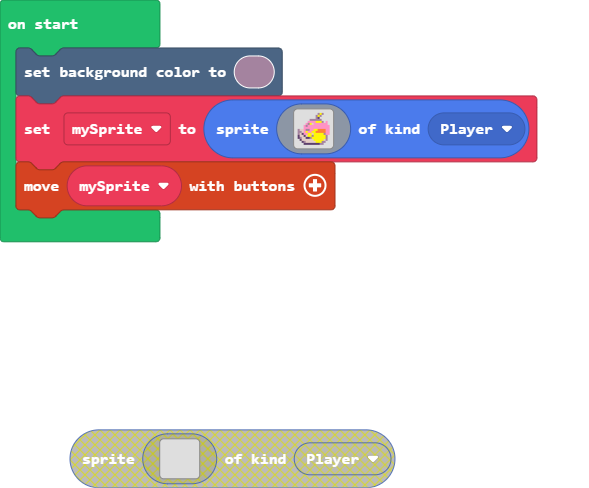 on start
set background color to
set mySprite to sprite of kind Player
move mySprite with buttons
sprite of kind Player